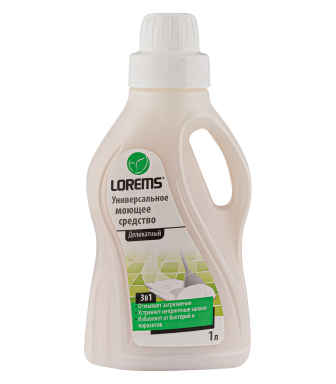 LOREMS®
Универсальное
моющее
средство
Деликатный
3в1
Отмывает загрязнения
Устраняет неприятные запахи
Избавляет от бактерий и
паразитов
1л